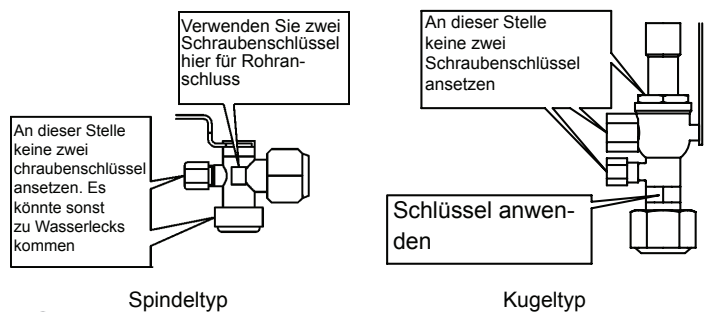 Verwenden Sie zwei
Schraubenschlüssel
hier für Rohran-
schluss
An dieser Stelle
keine zwei
chraubenschlüssel
ansetzen. Es
könnte sonst
zu Wasserlecks
kommen
Spindeltyp
An dieser Stelle
keine zwei
Schraubenschlüssel
ansetzen
Schlüssel anwen-
den
Kugeltyp